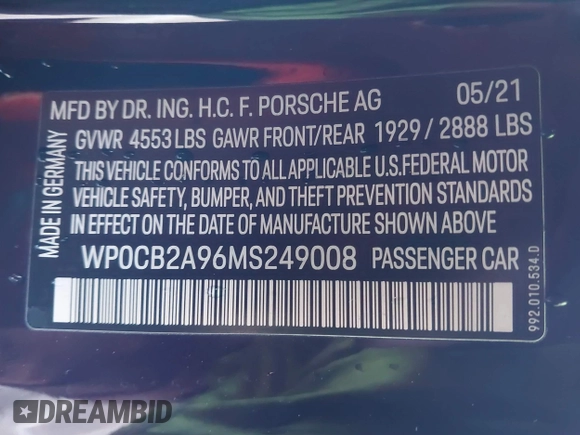 MFD BY DR. ING. H.C. F. PORSCHE AG 05/21
GVWR 4553 LBS GAWR FRONT/REAR 1929 / 2888 LBS
THIS VEHICLE CONFORMS TO ALL APPLICABLE U.S. FEDERAL MOTOR
VEHICLE SAFETY, BUMPER, AND THEFT PREVENTION STANDARDS
IN EFFECT ON THE DATE OF MANUFACTURE SHOWN ABOVE
WP0CB2A96MS249008 PASSENGER CAR
MADE IN GERMANY
992.010.534.D
DREAMBID